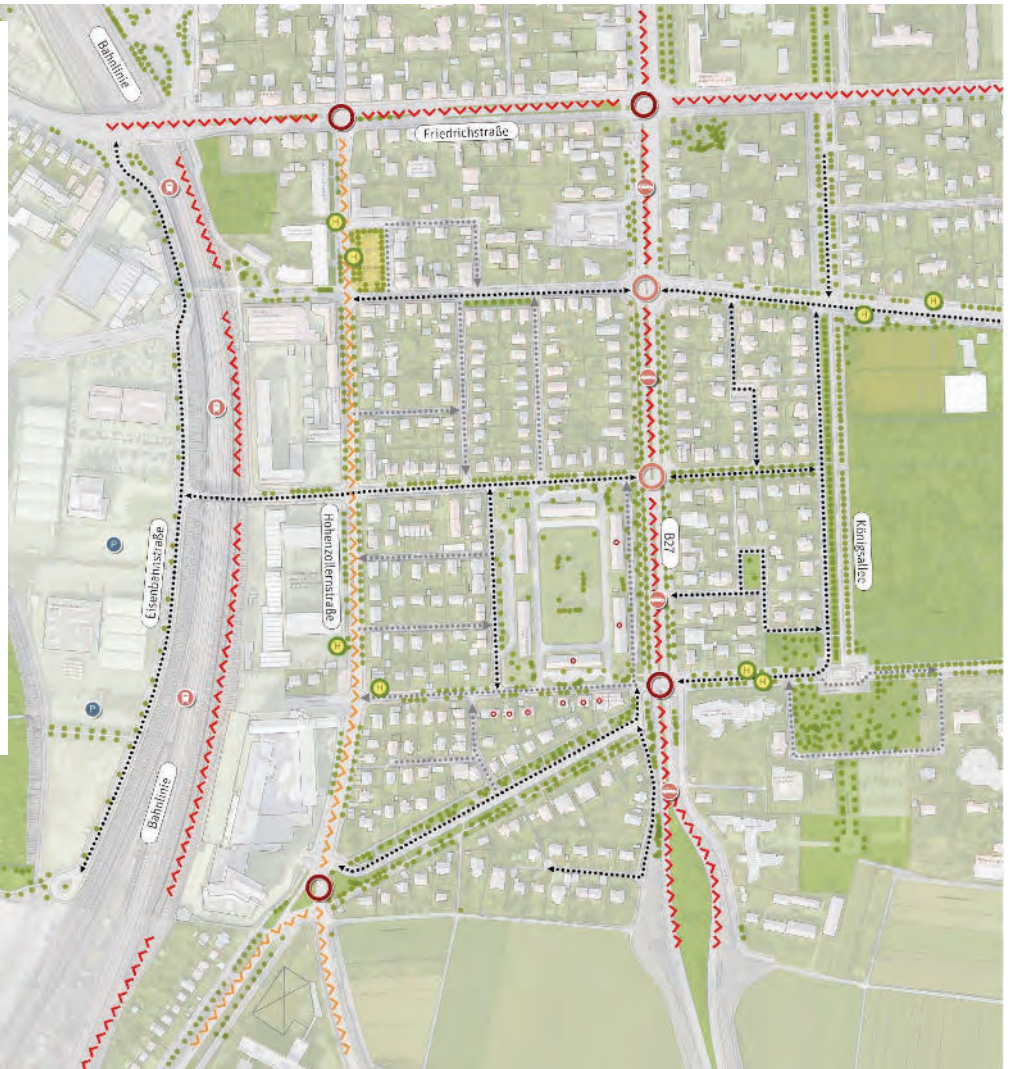 Bahnlinie
Friedrichstraße
H
H
H
H
Hohenzollernstraße
B27
Königsallee
Eisenbahnstraße
P
H
H
H
H
P
Bahnlinie